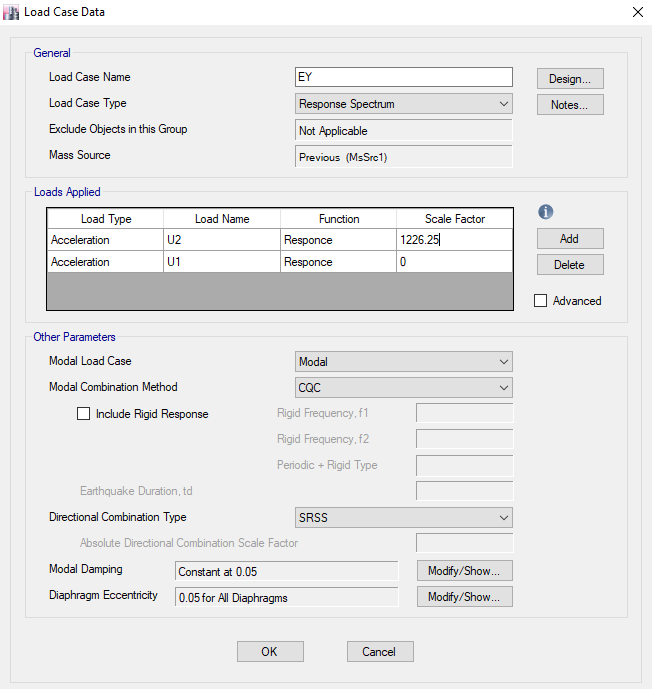 Load Case Data
General
Load Case Name EY Design...
Load Case Type Response Spectrum Notes...
Exclude Objects in this Group Not Applicable
Mass Source Previous (MsSrc1)
Loads Applied
Load Type Load Name Function Scale Factor
Acceleration U2 Responce 1226.25 Add
Acceleration U1 Responce 0 Delete
Advanced
Other Parameters
Modal Load Case Modal
Modal Combination Method CQC
Include Rigid Response Rigid Frequency, f1
Rigid Frequency, f2
Periodic + Rigid Type
Earthquake Duration, td
Directional Combination Type SRSS
Absolute Directional Combination Scale Factor
Modal Damping Constant at 0.05 Modify/Show...
Diaphragm Eccentricity 0.05 for All Diaphragms Modify/Show...
OK Cancel